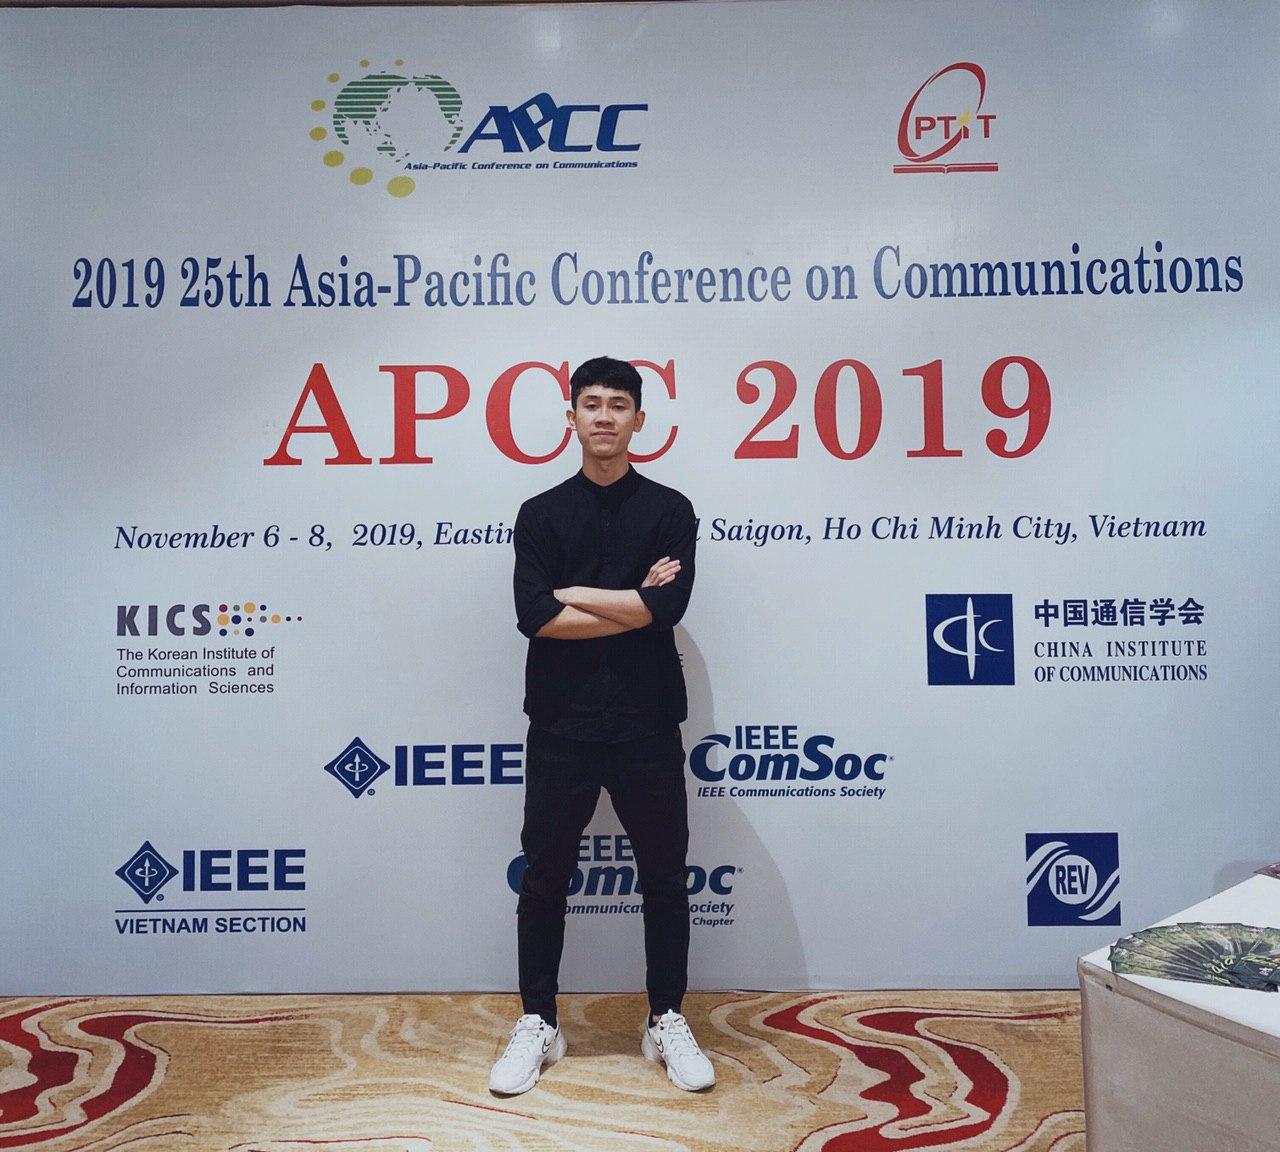 APCC
Asia-Pacific Conference on Communications
PTiT
2019 25th Asia-Pacific Conference on Communications
APCC 2019
November 6 - 8, 2019, Saigon, Ho Chi Minh City, Vietnam
KICS
The Korean Institute of
Communications and
Information Sciences
中国通信学会
CHINA INSTITUTE
OF COMMUNICATIONS
IEEE
IEEE
ComSoc
IEEE Communications Society
IEEE
VIETNAM SECTION
Chapter
REV